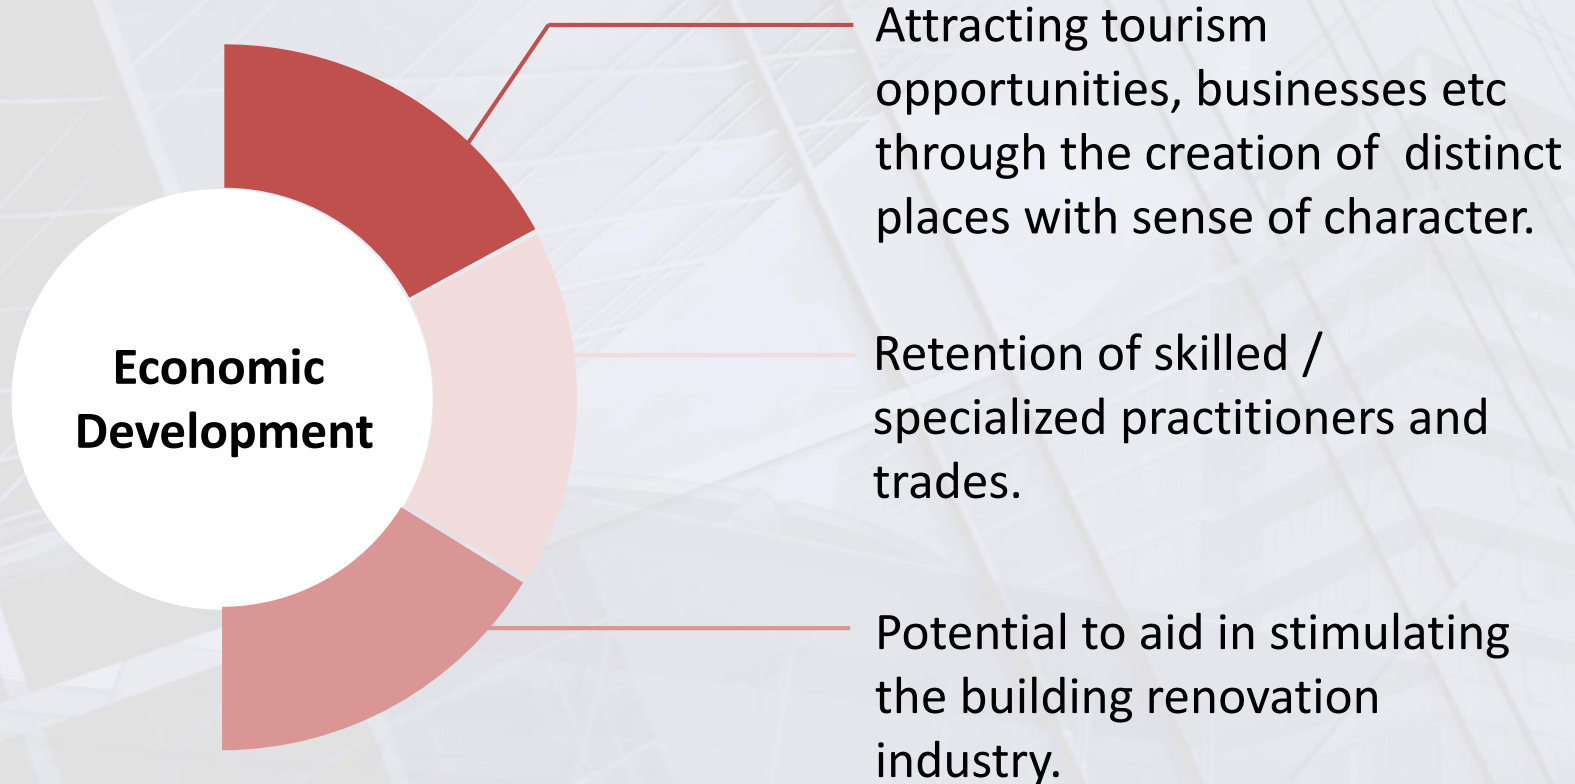 Economic
Development
Attracting tourism
opportunities, businesses etc
through the creation of  distinct
places with sense of character.
Retention of skilled /
specialized practitioners and
trades.
Potential to aid in stimulating
the building renovation
industry.